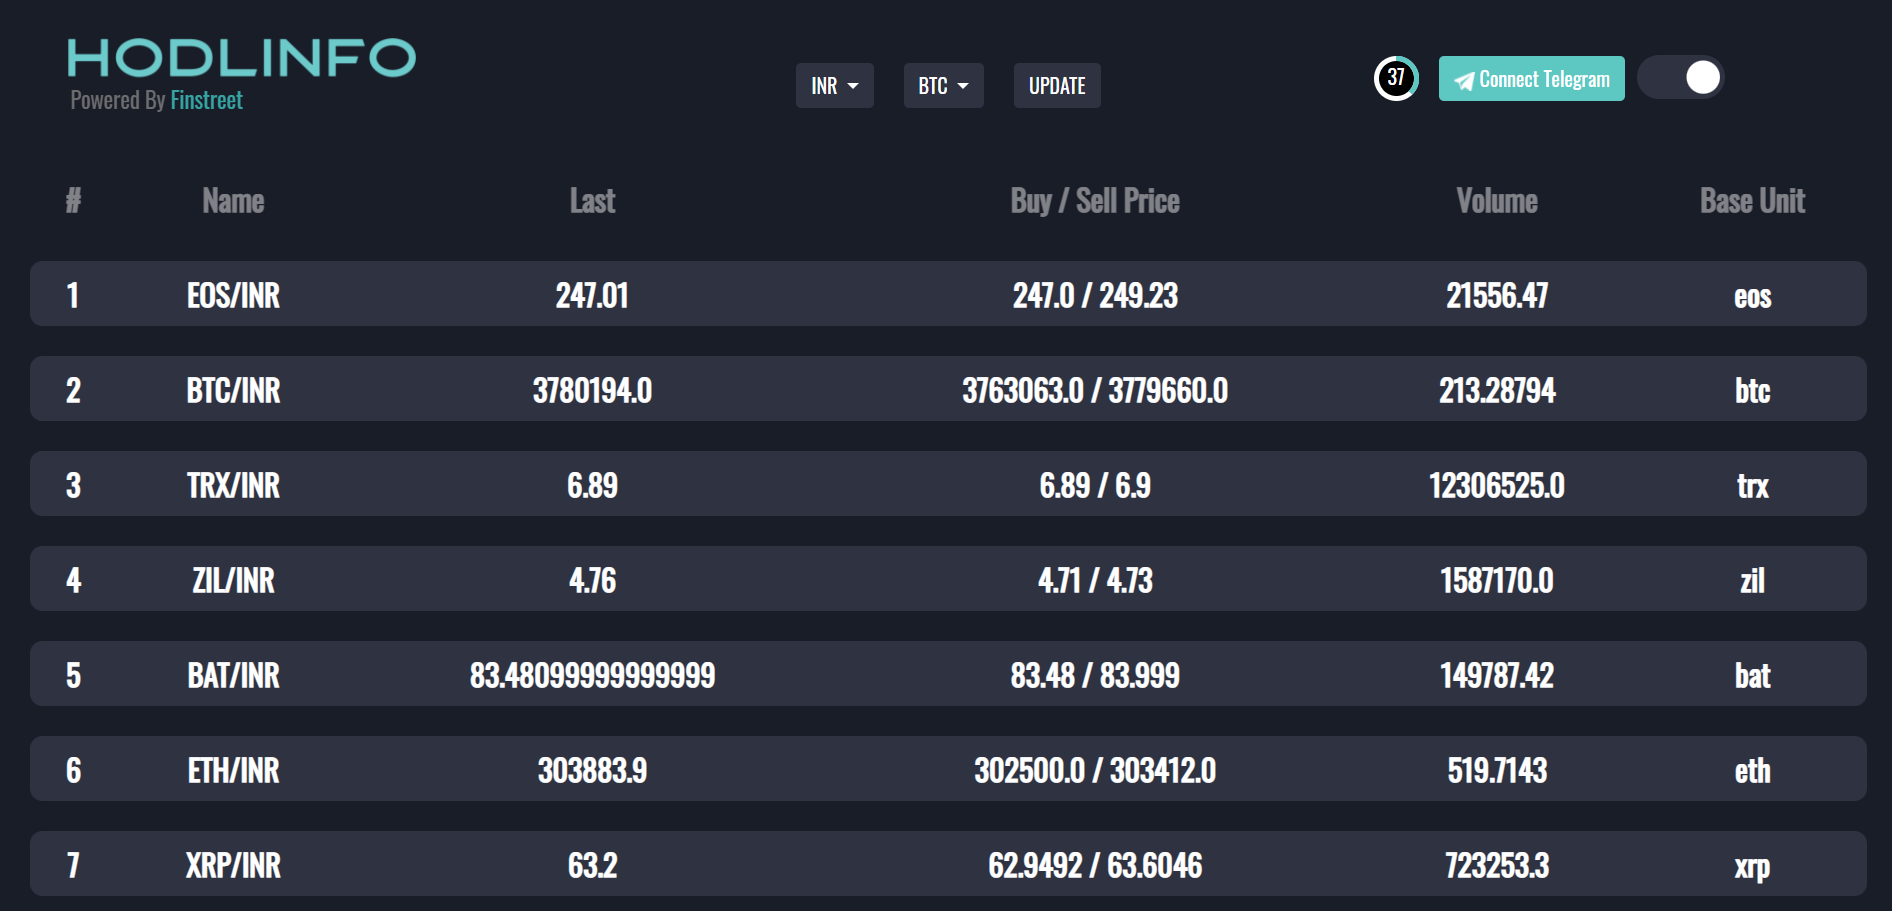 HODLINFO
Powered By Finstreet
INR BTC UPDATE 37 Connect Telegram
# Name Last Buy / Sell Price Volume Base Unit
1 EOS/INR 247.01 247.0 / 249.23 21556.47 eos
2 BTC/INR 3780194.0 3763063.0 / 3779660.0 213.28794 btc
3 TRX/INR 6.89 6.89 / 6.9 12306525.0 trx
4 ZIL/INR 4.76 4.71 / 4.73 1587170.0 zil
5 BAT/INR 83.48099999999999 83.48 / 83.999 149787.42 bat
6 ETH/INR 303883.9 302500.0 / 303412.0 519.7143 eth
7 XRP/INR 63.2 62.9492 / 63.6046 723253.3 xrp